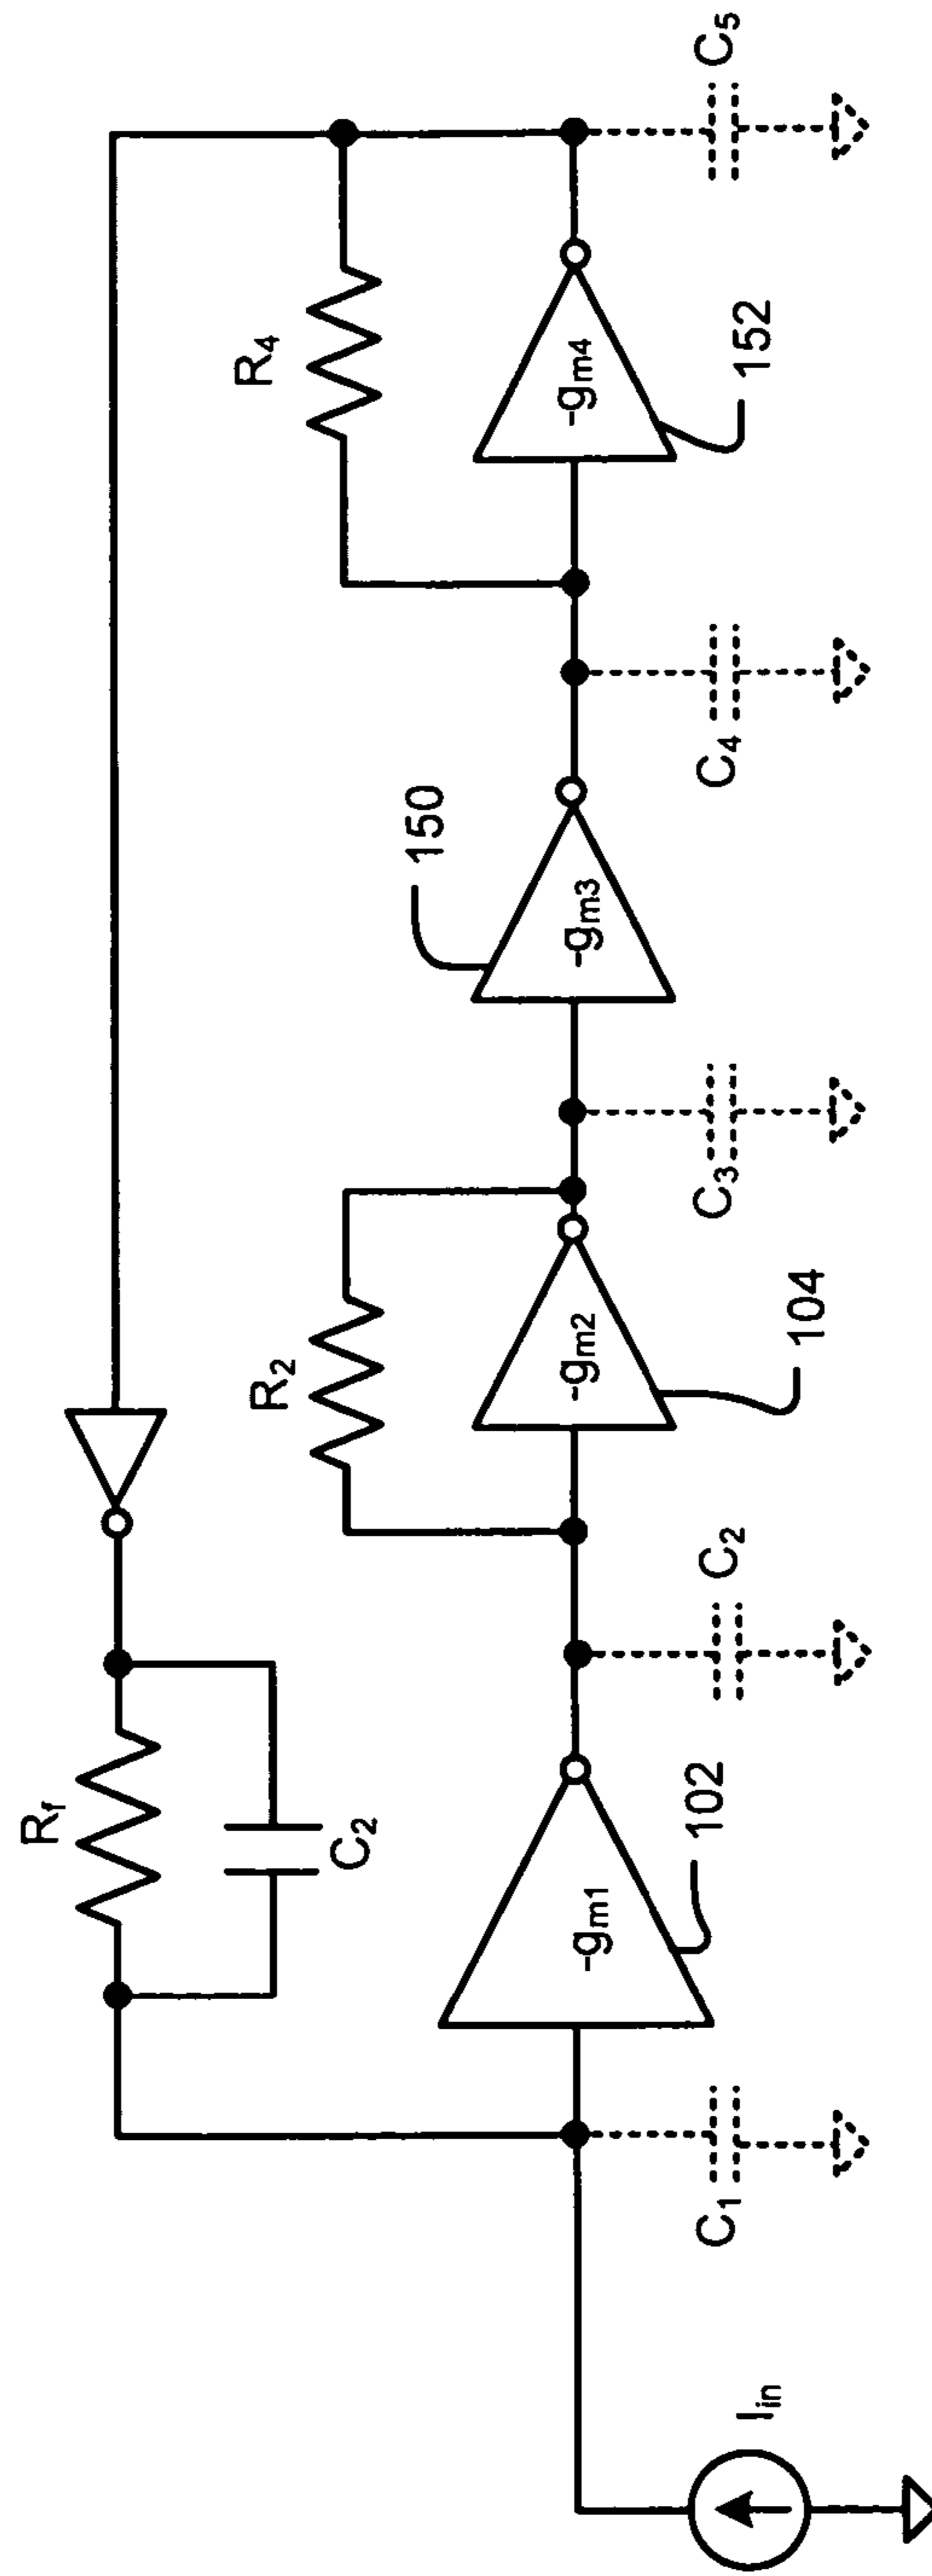 R₄
C₅
-gₘ₄
152
C₄
150
-gₘ₃
C₃
R₂
-gₘ₂
104
C₂
Rf
C₂
-gₘ₁
102
C₁
Iᵢₙ